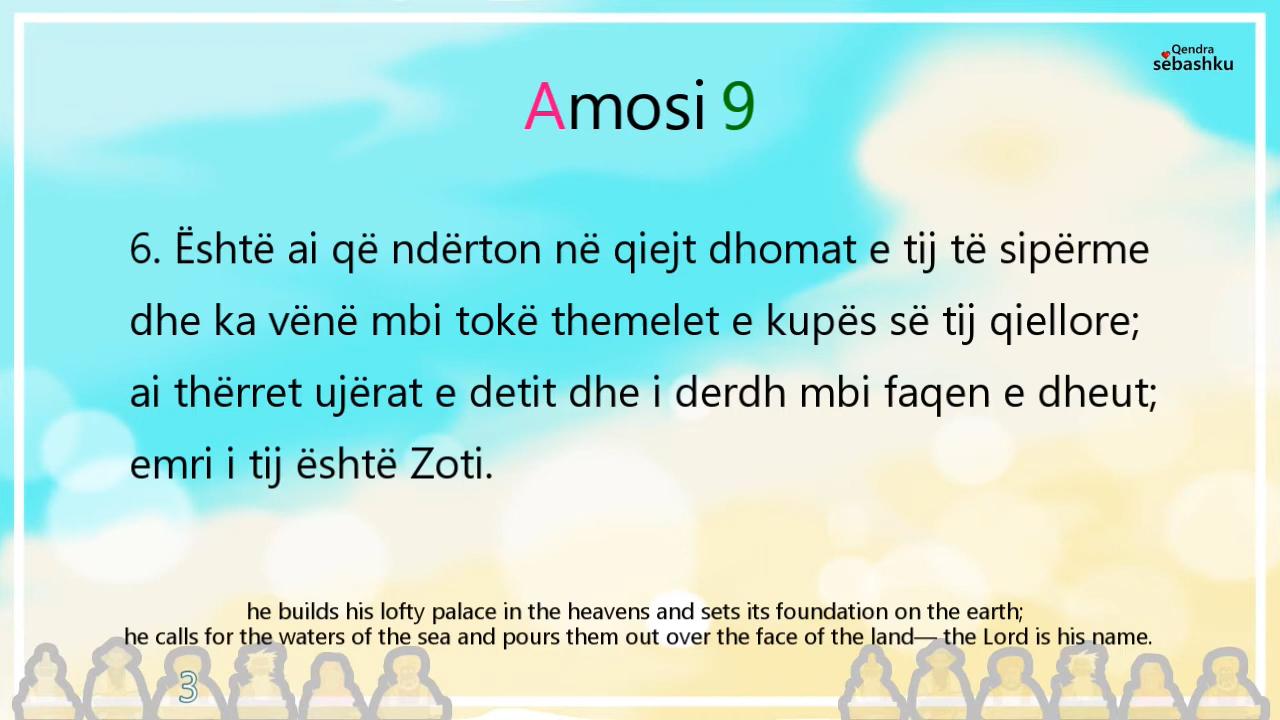 Qendra
sëbashku
Amosi 9
6. Është ai që ndërton në qiejt dhomat e tij të sipërme
dhe ka vënë mbi tokë themelet e kupës së tij qiellore;
ai thërret ujërat e detit dhe i derdh mbi faqen e dheut;
emri i tij është Zoti.
he builds his lofty palace in the heavens and sets its foundation on the earth;
he calls for the waters of the sea and pours them out over the face of the land— the Lord is his name.
3